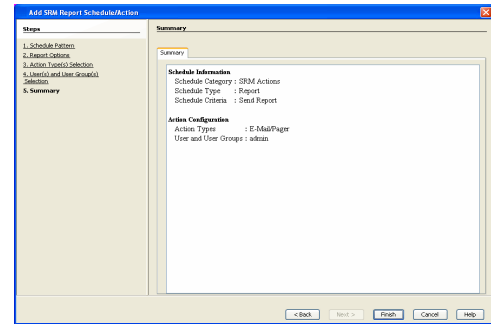 Add SRM Report Schedule/Action
Steps
1. Schedule Pattern
2. Report Options
3. Action Type(s) Selection
4. User(s) and User Group(s)
Selection
5. Summary
Summary
Summary
Schedule Information
Schedule Category : SRM Actions
Schedule Type : Report
Schedule Criteria : Send Report
Action Configuration
Action Types : E-Mail/Pager
User and User Groups : admin
< Back
Next >
Finish
Cancel
Help